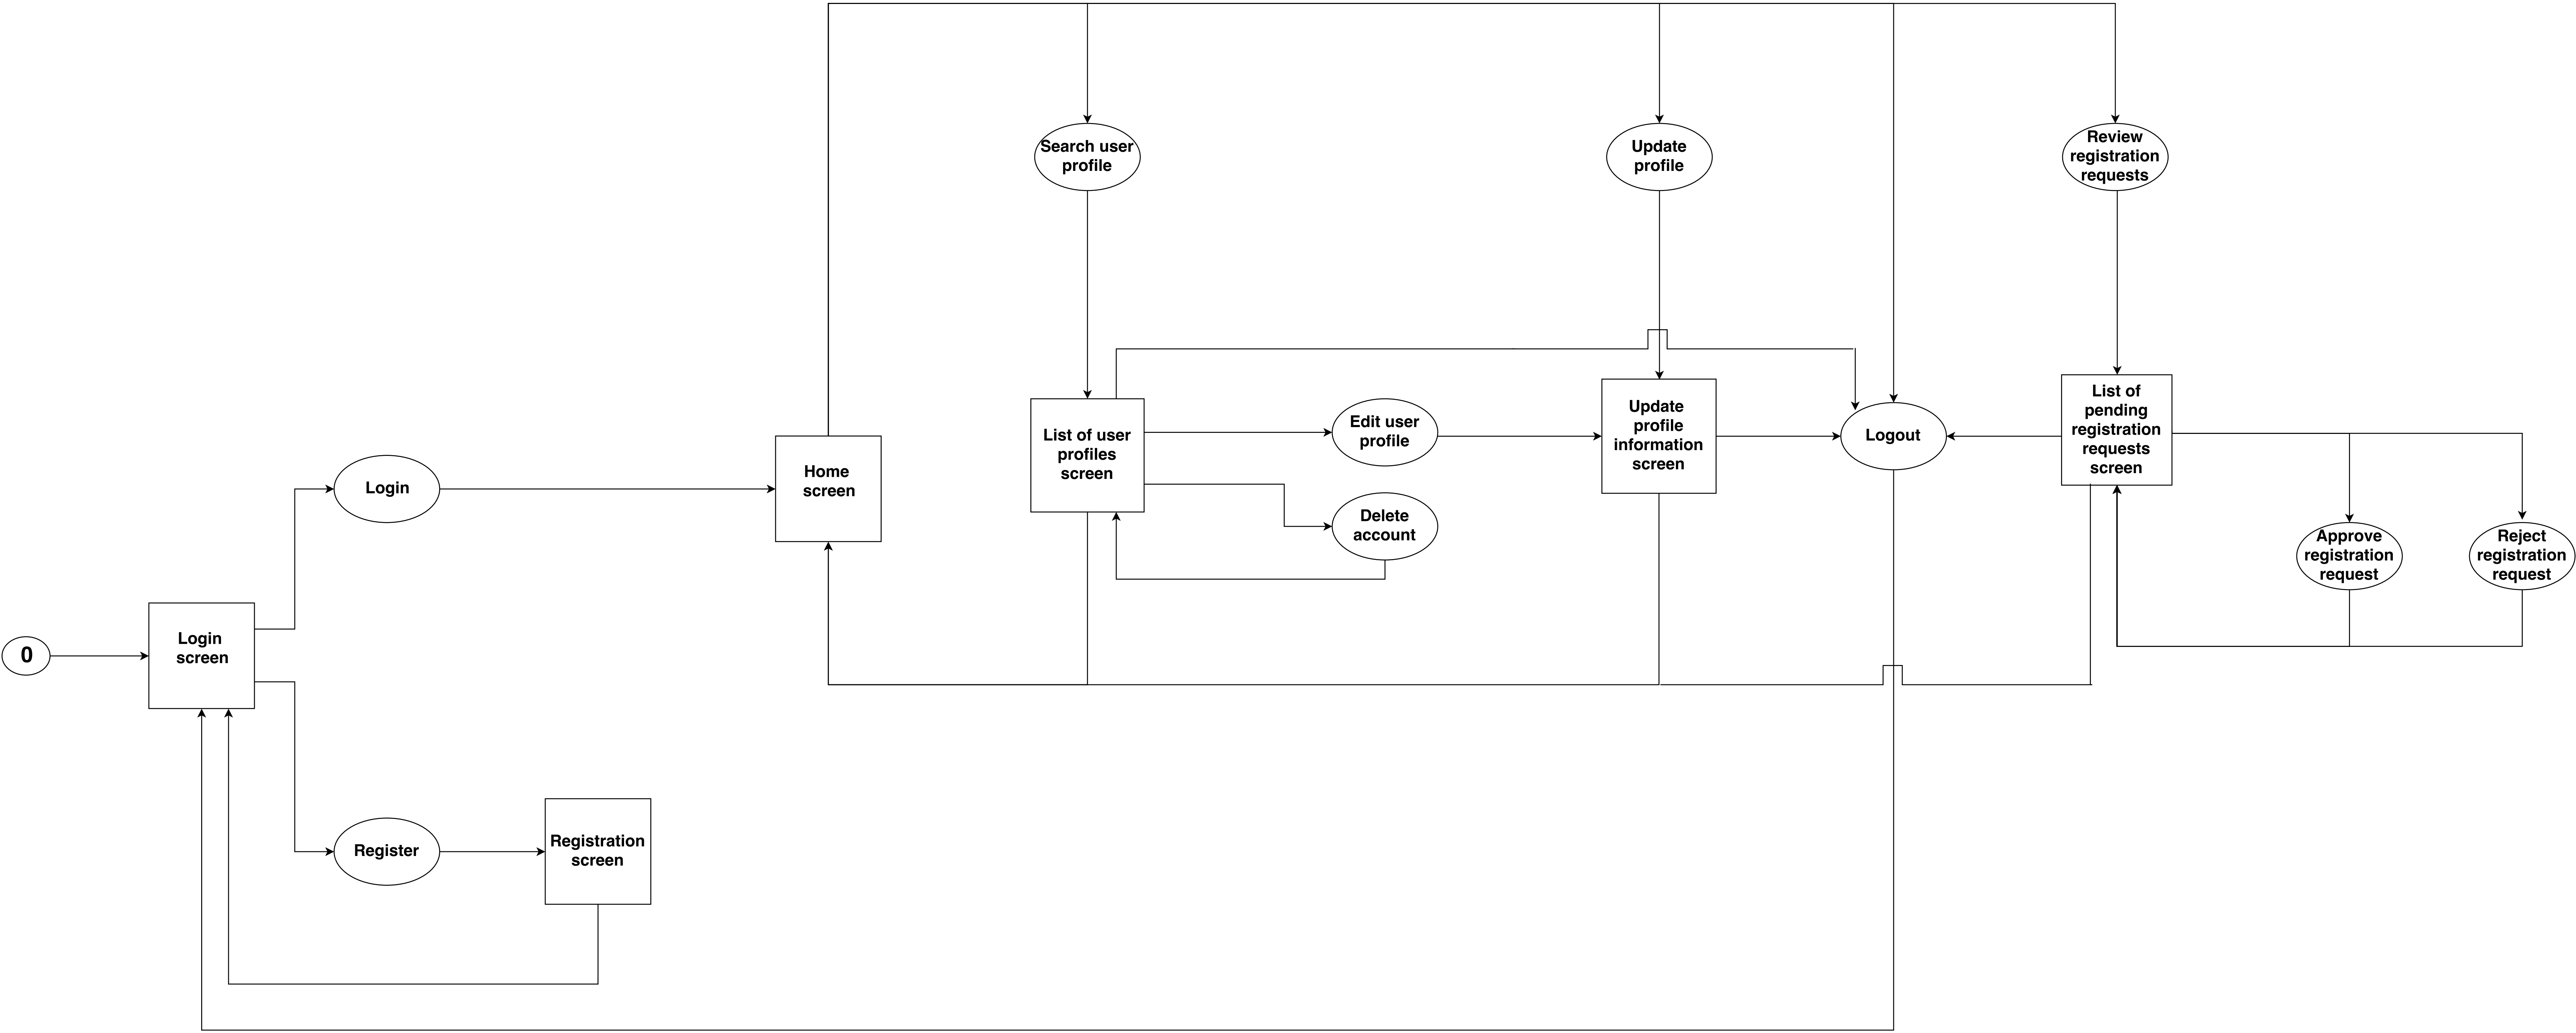 Search user
profile
Update
profile
Review
registration
requests
List of user
profiles
screen
Edit user
profile
Update
profile
information
screen
Logout
List of
pending
registration
requests
screen
Home
screen
Login
Delete
account
Approve
registration
request
Reject
registration
request
0
Login
screen
Register
Registration
screen